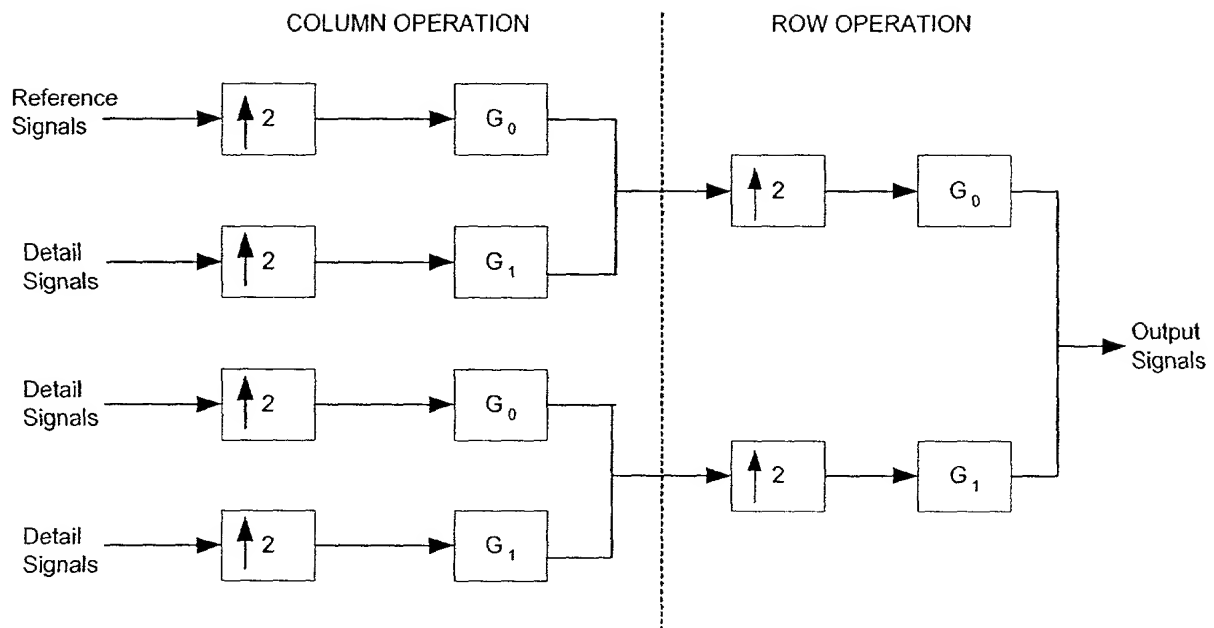 COLUMN OPERATION
ROW OPERATION
Reference
Signals
2
G0
2
G0
Detail
Signals
2
G1
Output
Signals
Detail
Signals
2
G0
2
G1
Detail
Signals
2
G1